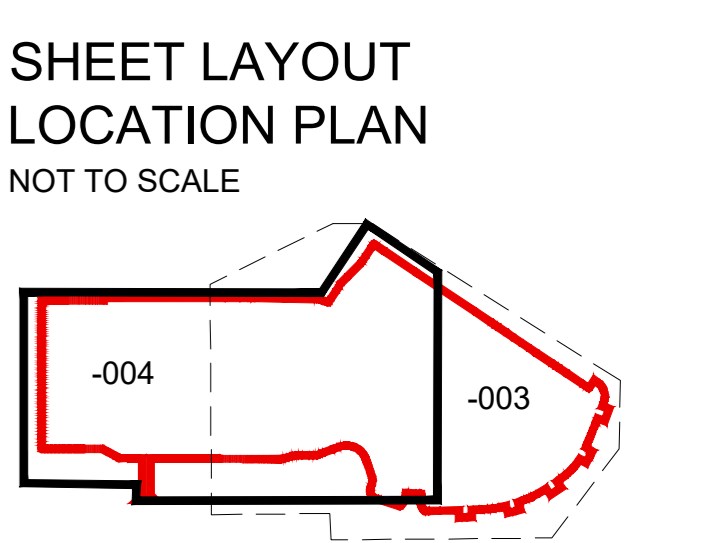 SHEET LAYOUT
LOCATION PLAN
NOT TO SCALE
-004
-003